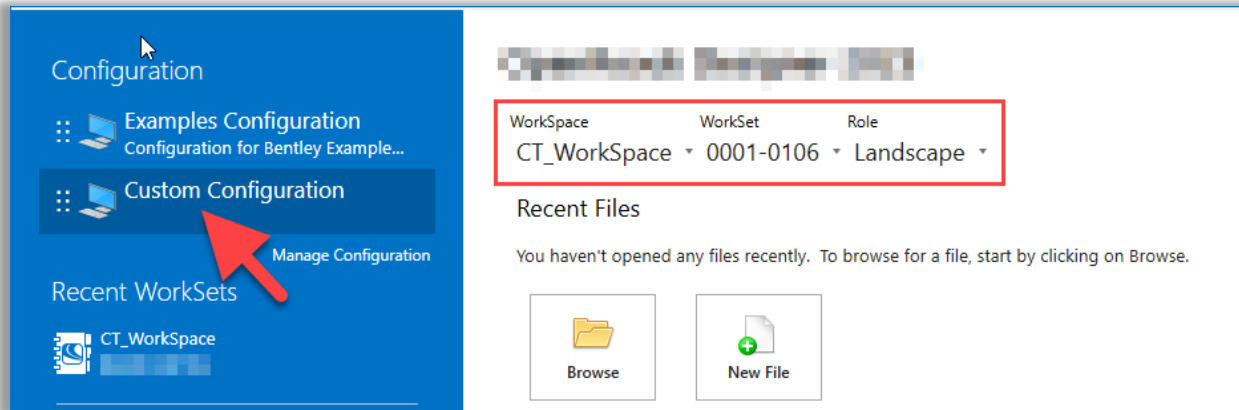 Configuration
Examples Configuration
Configuration for Bentley Example...
Custom Configuration
Manage Configuration
Recent WorkSets
CT_WorkSpace
WorkSpace WorkSet Role
CT_WorkSpace 0001-0106 Landscape
Recent Files
You haven't opened any files recently. To browse for a file, start by clicking on Browse.
Browse New File